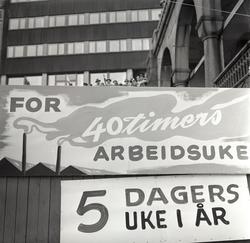 FOR
40timers
ARBEIDSUKE
5 DAGERS
UKE I ÅR